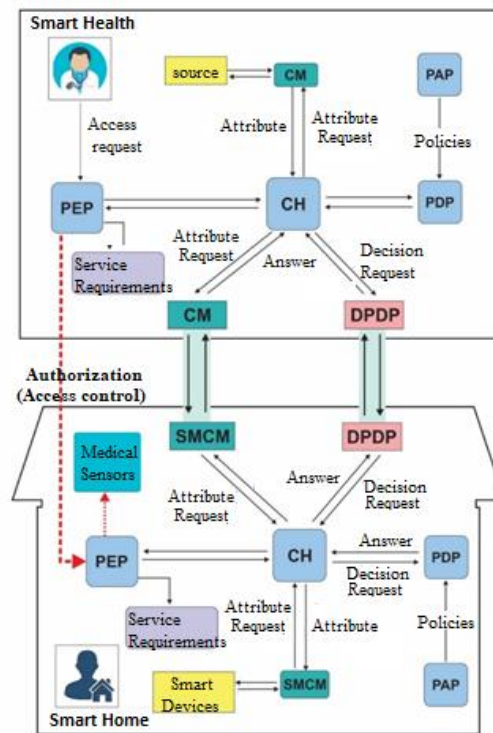 Smart Health
source
CM
PAP
Access
request
Attribute
Attribute
Request
Policies
PEP
CH
PDP
Service
Requirements
Attribute
Request
Answer
Decision
Request
CM
DPDP
Authorization
(Access control)
SMCM
DPDP
Medical
Sensors
Attribute
Request
Answer
Decision
Request
PEP
CH
Answer
Decision
Request
PDP
Service
Requirements
Attribute
Request
Attribute
Policies
Smart
Devices
SMCM
PAP
Smart Home